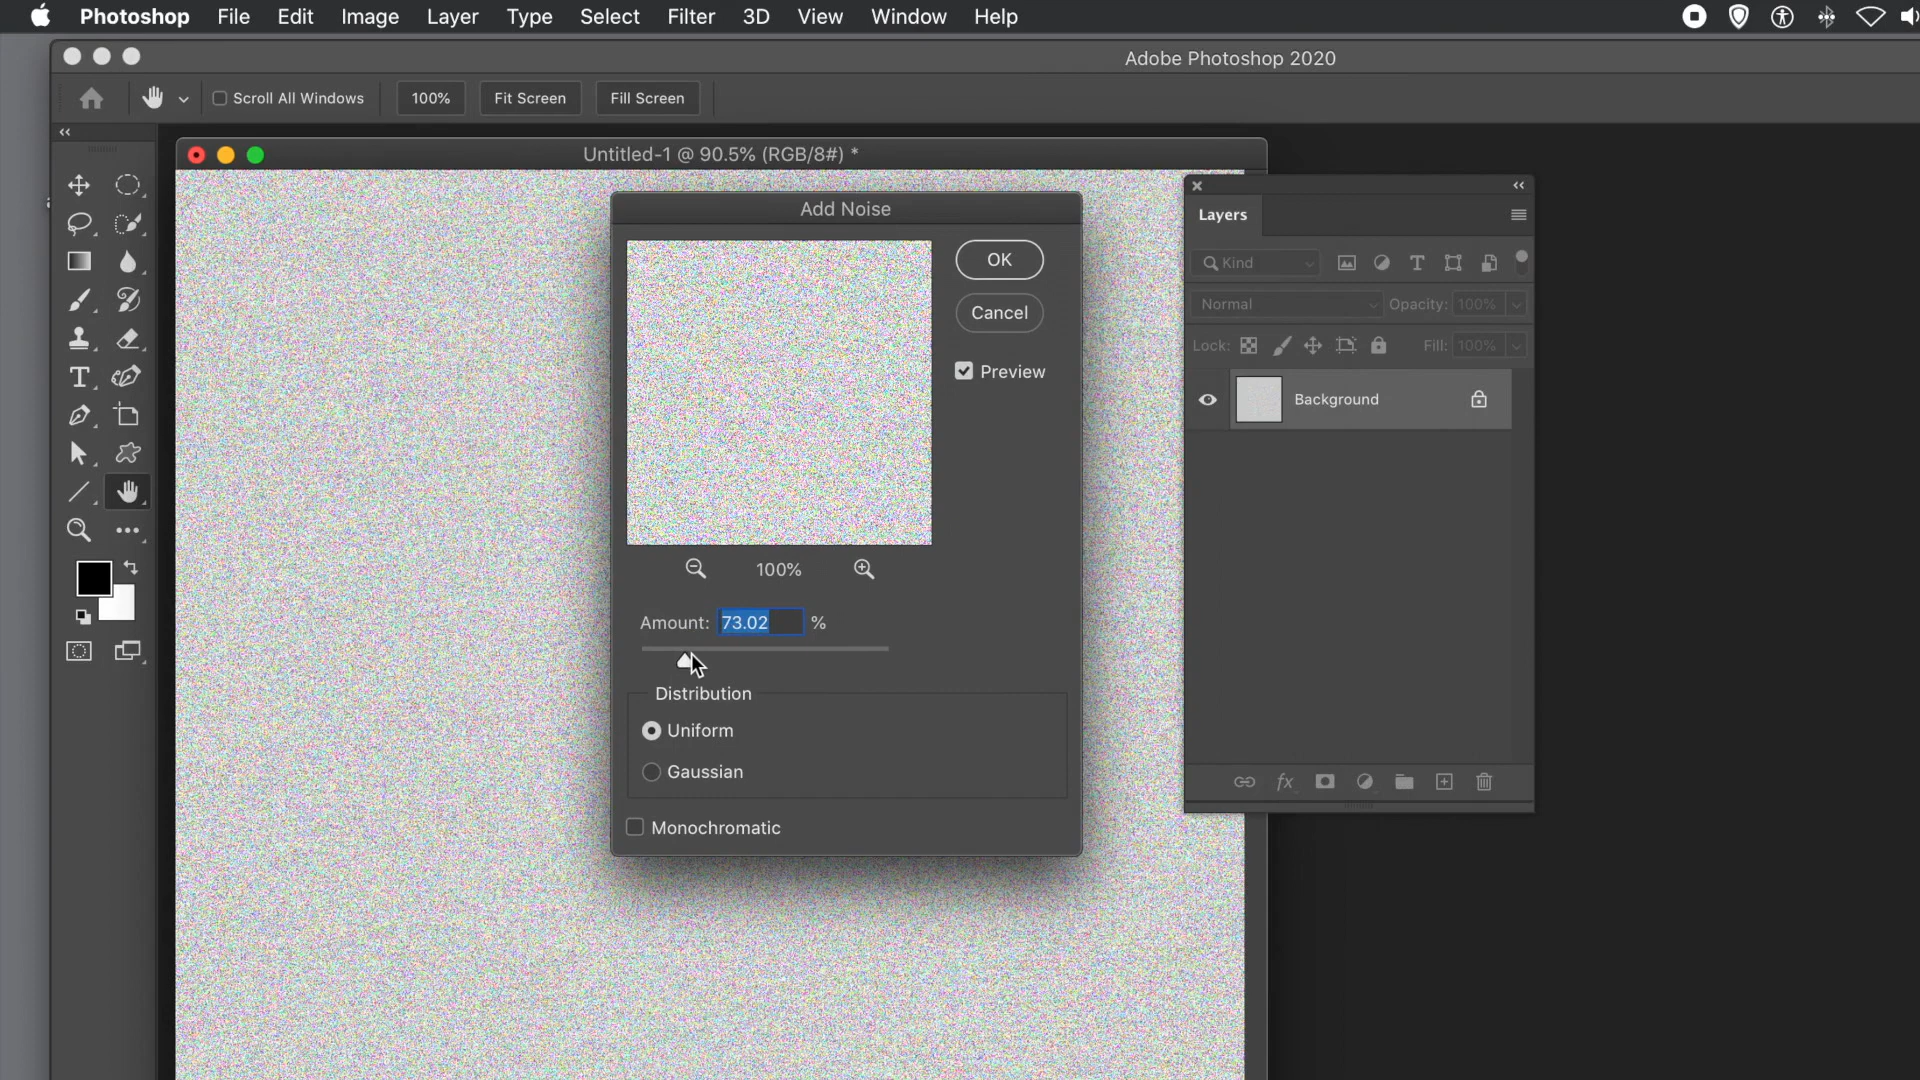 Photoshop File Edit Image Layer Type Select Filter 3D View Window Help
Adobe Photoshop 2020
Scroll All Windows 100% Fit Screen Fill Screen
Untitled-1 @ 90.5% (RGB/8#) *
Add Noise
OK
Cancel
Preview
100%
Amount: 73.02 %
Distribution
Uniform
Gaussian
Monochromatic
Layers
Kind
Normal Opacity: 100%
Lock: Fill: 100%
Background
fx